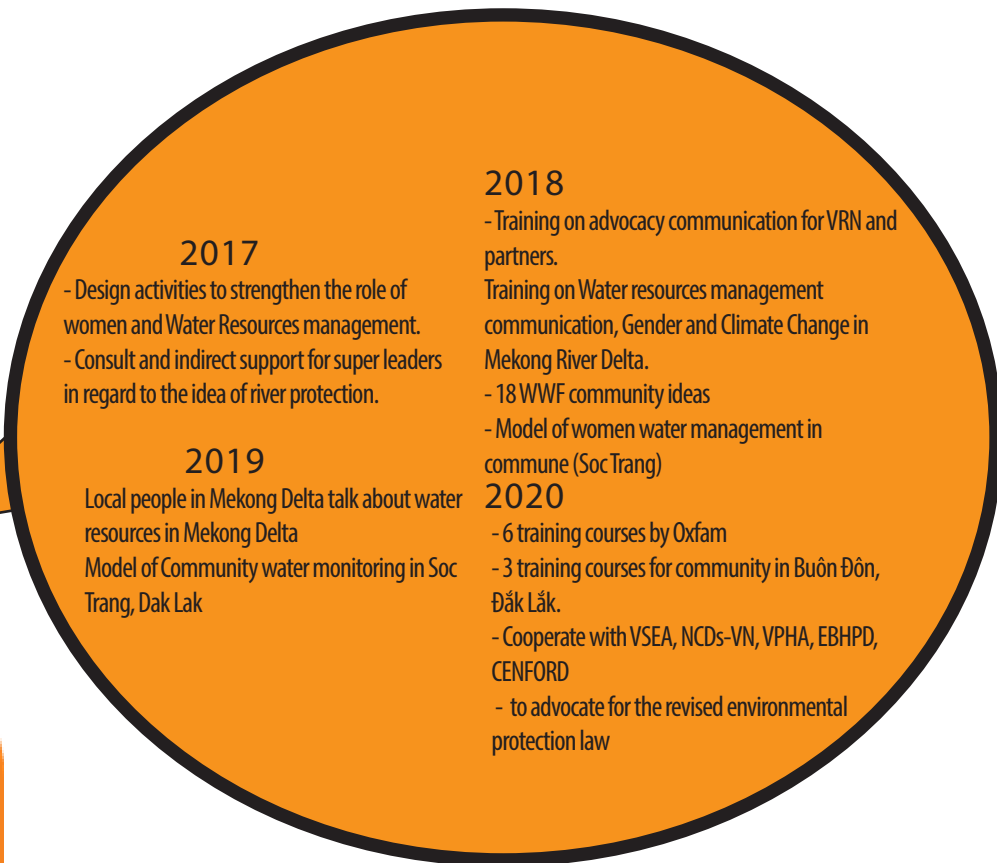 2017
- Design activities to strengthen the role of
women and Water Resources management.
- Consult and indirect support for super leaders
in regard to the idea of river protection.
2018
- Training on advocacy communication for VRN and
partners.
Training on Water resources management
communication, Gender and Climate Change in
Mekong River Delta.
- 18 WWF community ideas
- Model of women water management in
commune (Soc Trang)
2019
Local people in Mekong Delta talk about water
resources in Mekong Delta
Model of Community water monitoring in Soc
Trang, Dak Lak
2020
- 6 training courses by Oxfam
- 3 training courses for community in Buôn Đôn,
Đắk Lắk.
- Cooperate with VSEA, NCDs-VN, VPHA, EBHPD,
CENFORD
- to advocate for the revised environmental
protection law